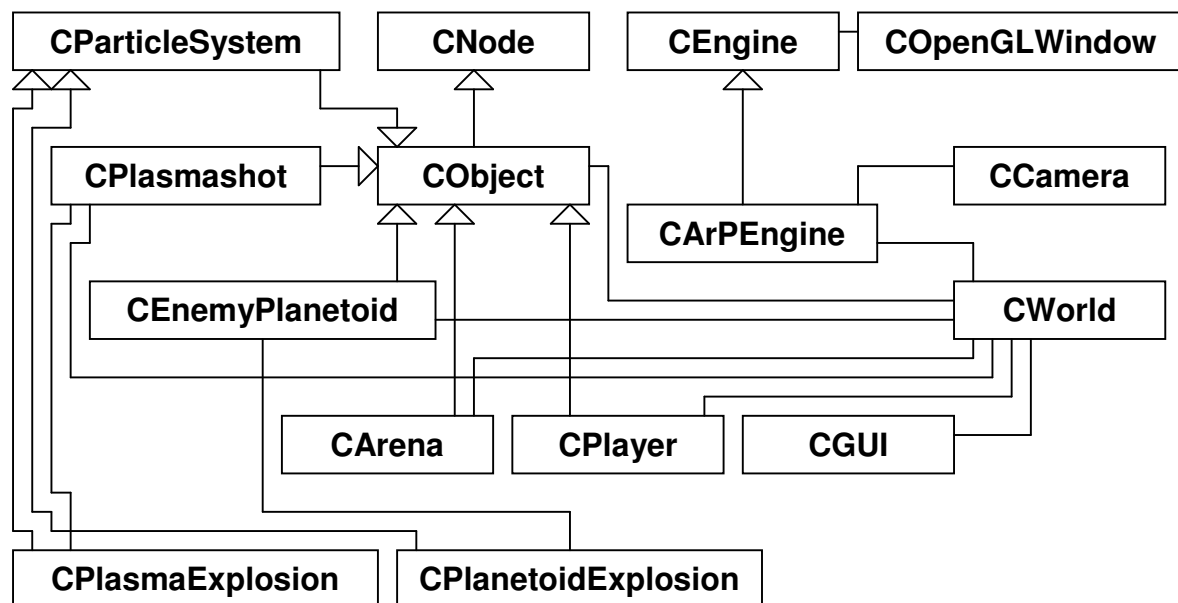 CParticleSystem
CNode
CEngine
COpenGLWindow
CPlasmashot
CObject
CCamera
CArPEngine
CEnemyPlanetoid
CWorld
CArena
CPlayer
CGUI
CPlasmaExplosion
CPlanetoidExplosion